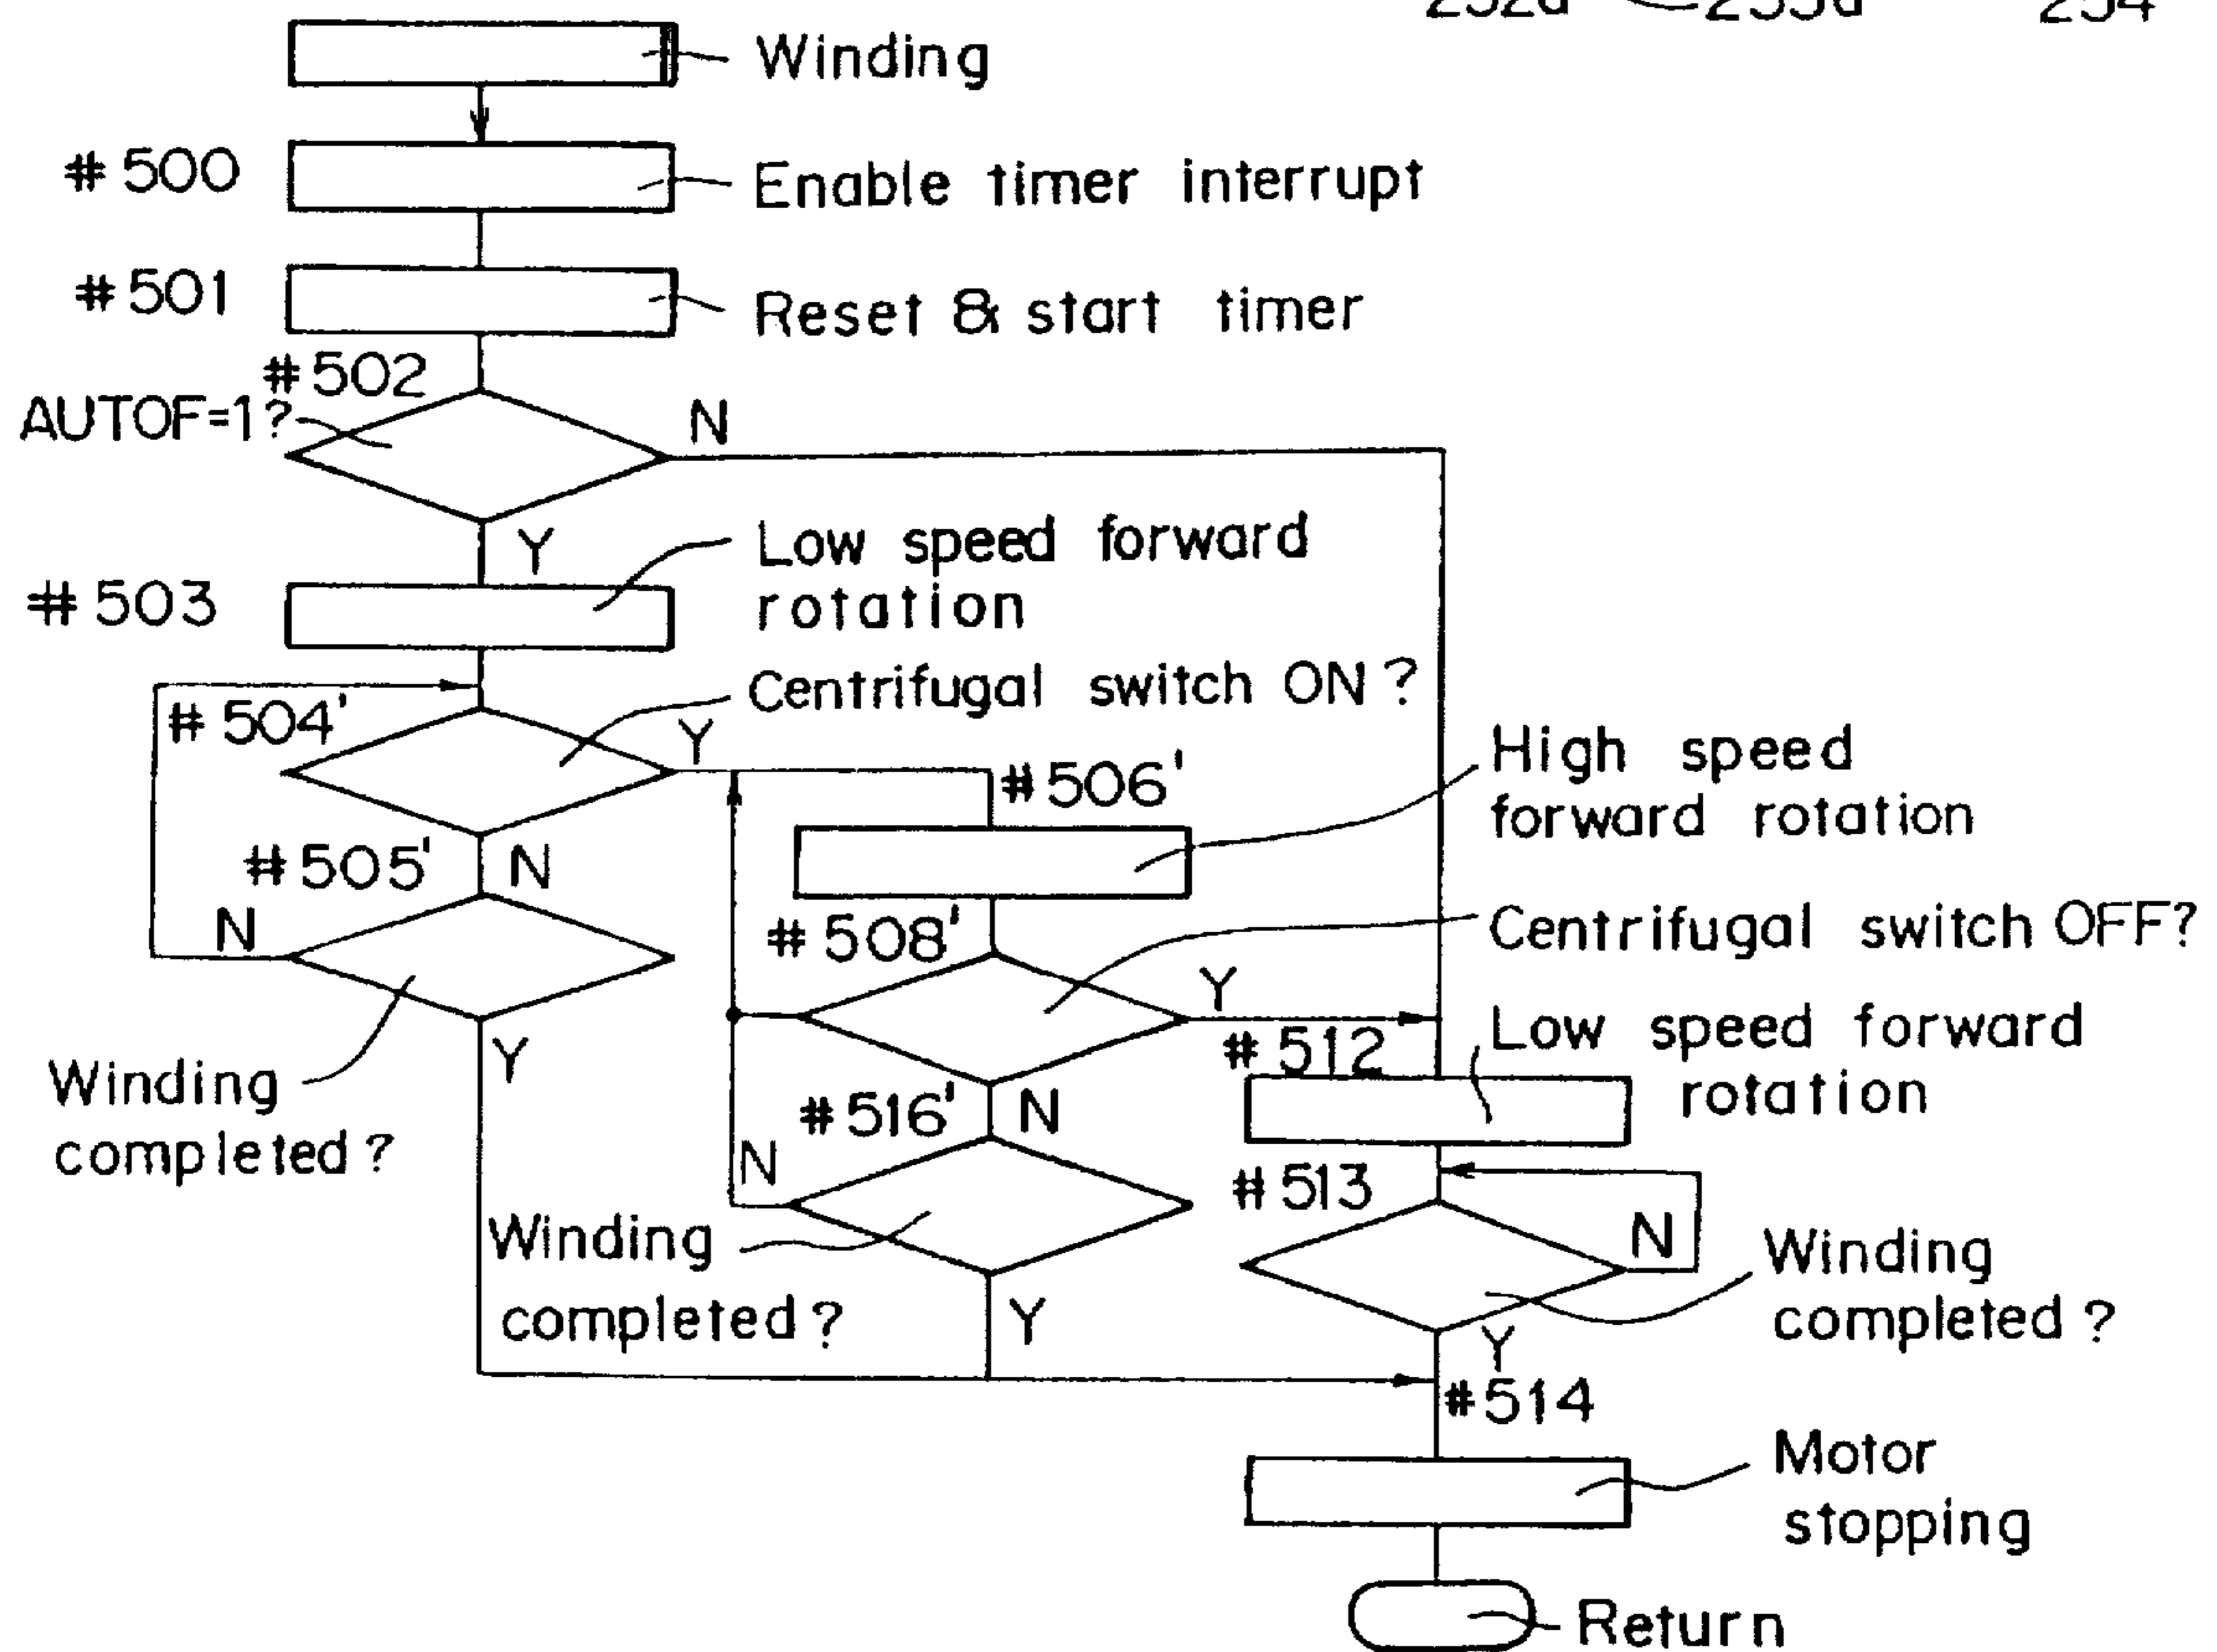 Winding
#500
Enable timer interrupt
#501
Reset & start timer
#502
AUTOF=1?
N
Y
Low speed forward
rotation
#503
Centrifugal switch ON?
#504'
Y
#506'
High speed
forward rotation
#505'
N
N
#508'
Centrifugal switch OFF?
Y
Y
#512
Low speed forward
rotation
Winding
completed?
#516'
N
N
#513
N
Winding
completed?
Winding
completed?
Y
Y
#514
Motor
stopping
Return